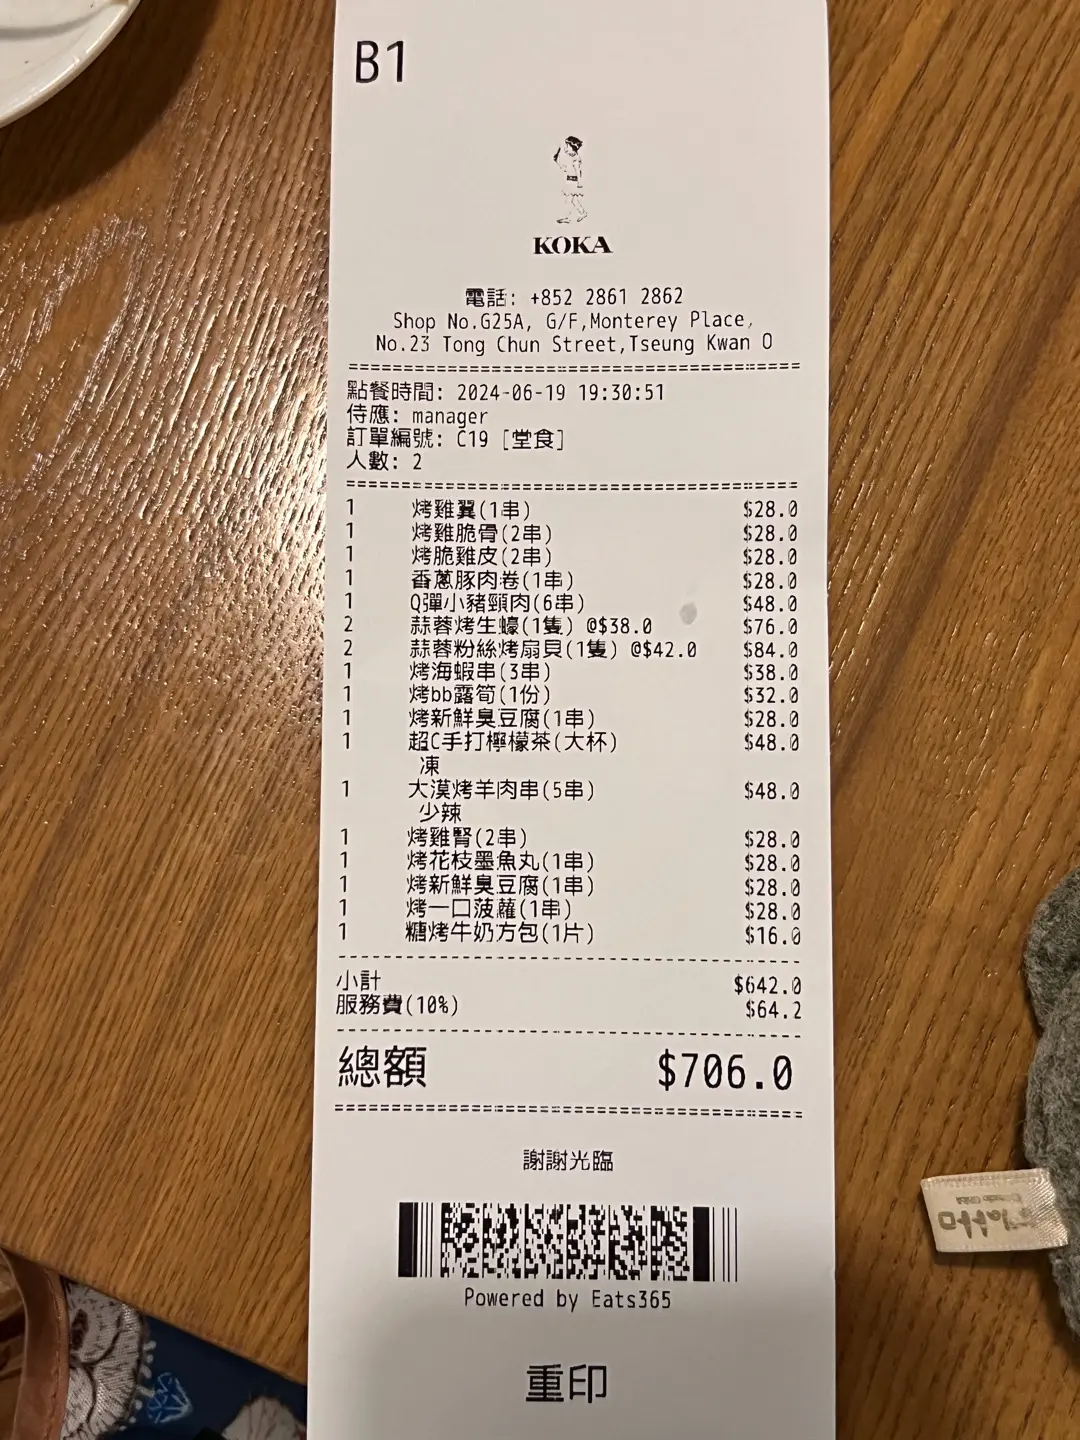 B1
KOKA
電話: +852 2861 2862
Shop No.G25A, G/F,Monterey Place,
No.23 Tong Chun Street,Tseung Kwan O
點餐時間: 2024-06-19 19:30:51
侍應: manager
訂單編號: C19 [堂食]
人數: 2
1 烤雞翼(1串) $28.0
1 烤雞脆骨(2串) $28.0
1 烤脆雞皮(2串) $28.0
1 香蔥豚肉卷(1串) $28.0
1 Q彈小豬頸肉(6串) $48.0
2 蒜蓉烤生蠔(1隻) @$38.0 $76.0
2 蒜蓉粉絲烤扇貝(1隻) @$42.0 $84.0
1 烤海蝦串(3串) $38.0
1 烤bb露筍(1份) $32.0
1 烤新鮮臭豆腐(1串) $28.0
1 超C手打檸檬茶(大杯) $48.0
凍
1 大漠烤羊肉串(5串) $48.0
少辣
1 烤雞腎(2串) $28.0
1 烤花枝墨魚丸(1串) $28.0
1 烤新鮮臭豆腐(1串) $28.0
1 烤一口菠蘿(1串) $28.0
1 糖烤牛奶方包(1片) $16.0
小計 $642.0
服務費(10%) $64.2
總額 $706.0
謝謝光臨
Powered by Eats365
重印